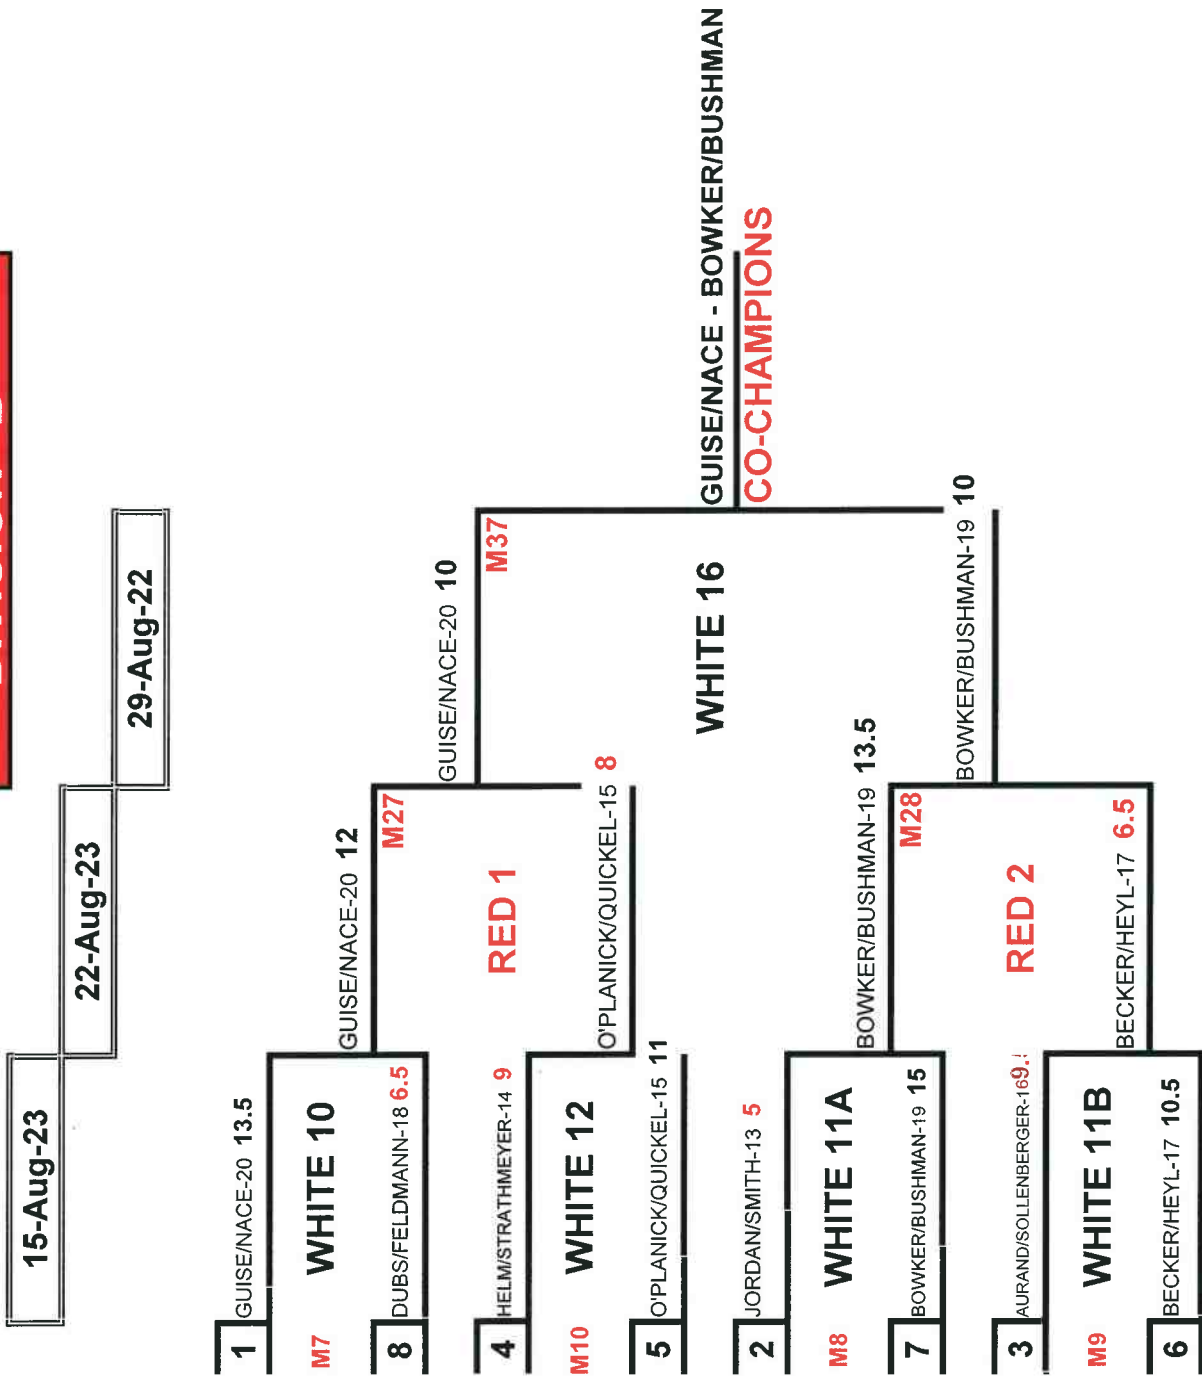 15-Aug-23
22-Aug-23
29-Aug-22
1
GUISE/NACE-20 13.5
M7
WHITE 10
8
DUBS/FELDMANN-18 6.5
GUISE/NACE-20 12
M27
4
HELM/STRATHMEYER-14 9
M10
WHITE 12
5
O'PLANICK/QUICKEL-15 11
RED 1
O'PLANICK/QUICKEL-15 8
GUISE/NACE-20 10
M37
WHITE 16
GUISE/NACE - BOWKER/BUSHMAN
CO-CHAMPIONS
2
JORDAN/SMITH-13 5
M8
WHITE 11A
7
BOWKER/BUSHMAN-19 15
BOWKER/BUSHMAN-19 13.5
M28
RED 2
BOWKER/BUSHMAN-19 10
3
AURAND/SOLLENBERGER-16
M9
WHITE 11B
6
BECKER/HEYL-17 10.5
BECKER/HEYL-17 6.5